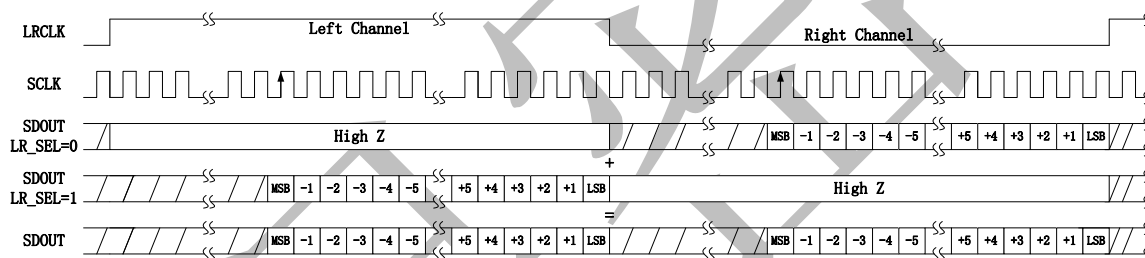 LRCLK Left Channel Right Channel
SCLK
SDOUT
LR_SEL=0 High Z MSB -1 -2 -3 -4 -5 +5 +4 +3 +2 +1 LSB
+
SDOUT
LR_SEL=1 MSB -1 -2 -3 -4 -5 +5 +4 +3 +2 +1 LSB High Z
=
SDOUT MSB -1 -2 -3 -4 -5 +5 +4 +3 +2 +1 LSB MSB -1 -2 -3 -4 -5 +5 +4 +3 +2 +1 LSB